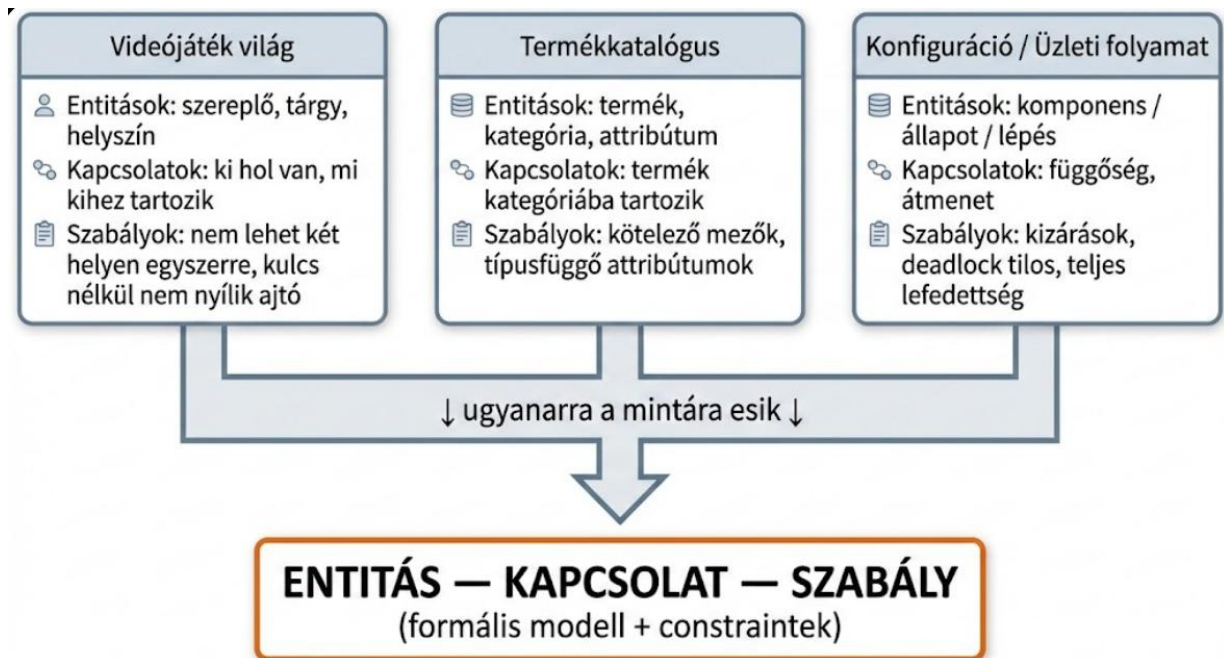 Videójáték világ
Entitások: szereplő, tárgy,
helyszín
Kapcsolatok: ki hol van, mi
kihez tartozik
Szabályok: nem lehet két
helyen egyszerre, kulcs
nélkül nem nyílik ajtó
Termékkatalógus
Entitások: termék,
kategória, attribútum
Kapcsolatok: termék
kategóriába tartozik
Szabályok: kötelező mezők,
típusfüggő attribútumok
Konfiguráció / Üzleti folyamat
Entitások: komponens /
állapot / lépés
Kapcsolatok: függőség,
átmenet
Szabályok: kizárások,
deadlock tilos, teljes
lefedettség
↓ ugyanarra a mintára esik ↓
ENTITÁS — KAPCSOLAT — SZABÁLY
(formális modell + constraintek)